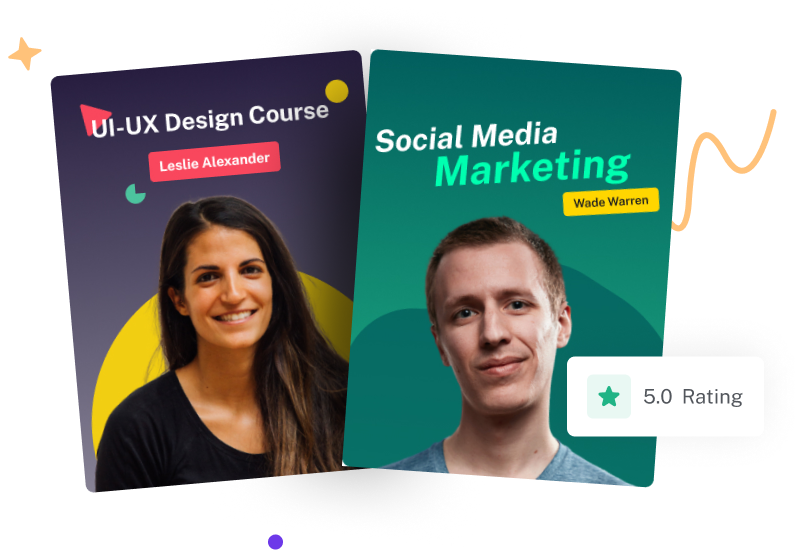 UI-UX Design Course
Leslie Alexander
Social Media
Marketing
Wade Warren
5.0 Rating